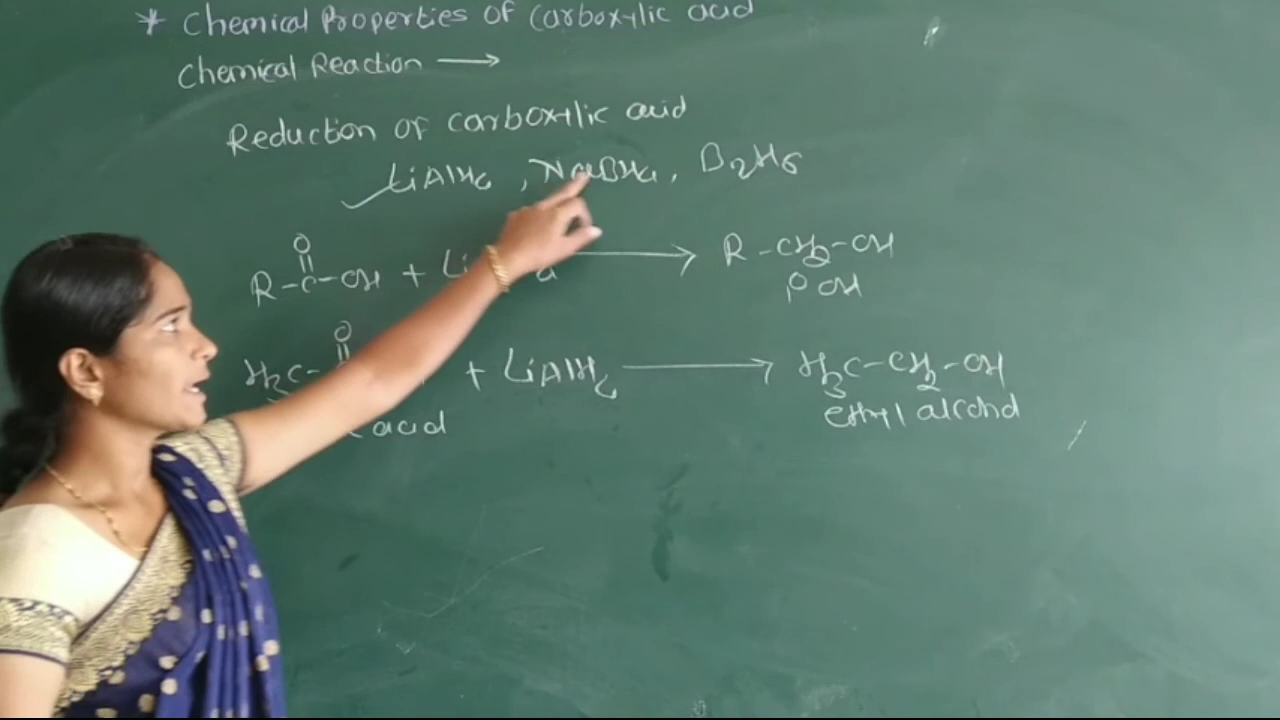 * Chemical Properties of Carboxylic acid
Chemical Reaction →
Reduction of carboxylic acid
✓ LiAlH4, NaBH4, B2H6
O
R-C-OH + Li → R-CH2-OH
P OH
O
H3C- + LiAlH4 → H3C-CH2-OH
acid ethyl alcohol